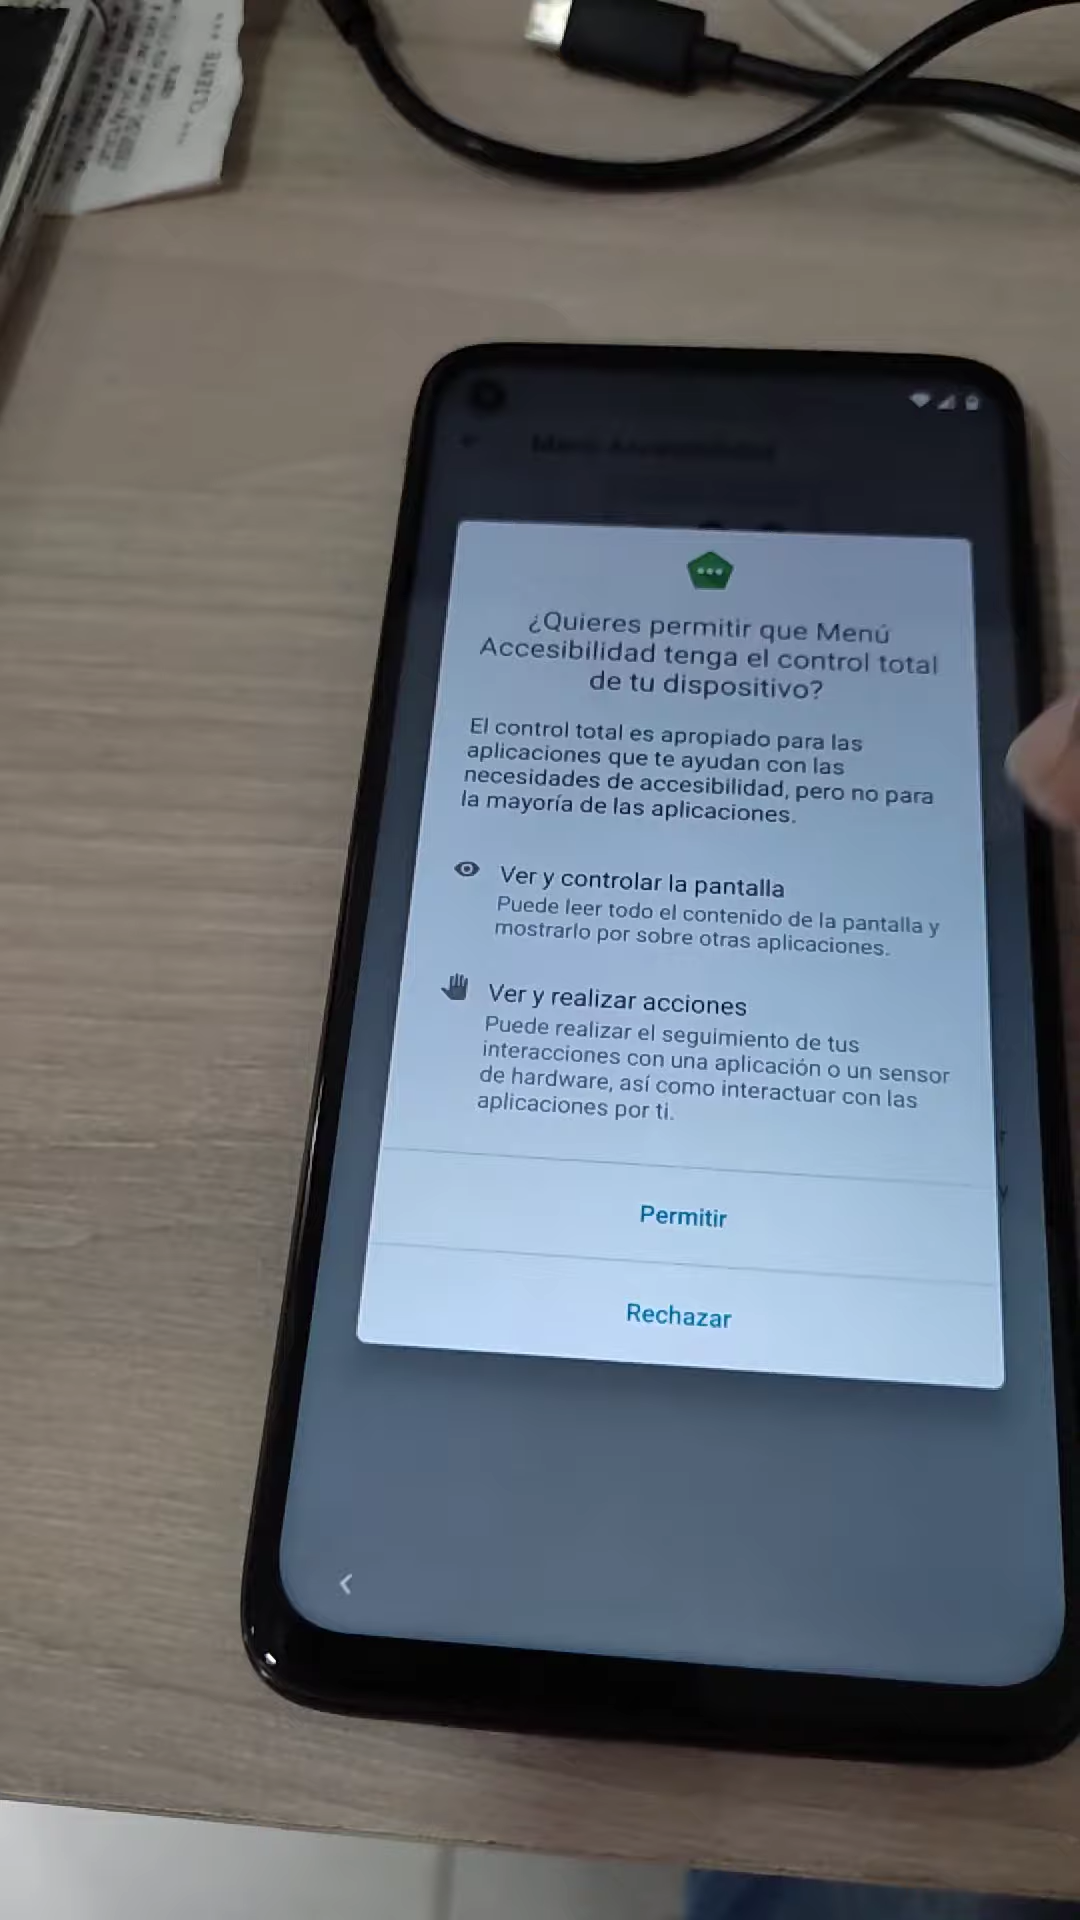 *** CLIENTE ***
¿Quieres permitir que Menú
Accesibilidad tenga el control total
de tu dispositivo?
El control total es apropiado para las
aplicaciones que te ayudan con las
necesidades de accesibilidad, pero no para
la mayoría de las aplicaciones.
Ver y controlar la pantalla
Puede leer todo el contenido de la pantalla y
mostrarlo por sobre otras aplicaciones.
Ver y realizar acciones
Puede realizar el seguimiento de tus
interacciones con una aplicación o un sensor
de hardware, así como interactuar con las
aplicaciones por ti.
Permitir
Rechazar